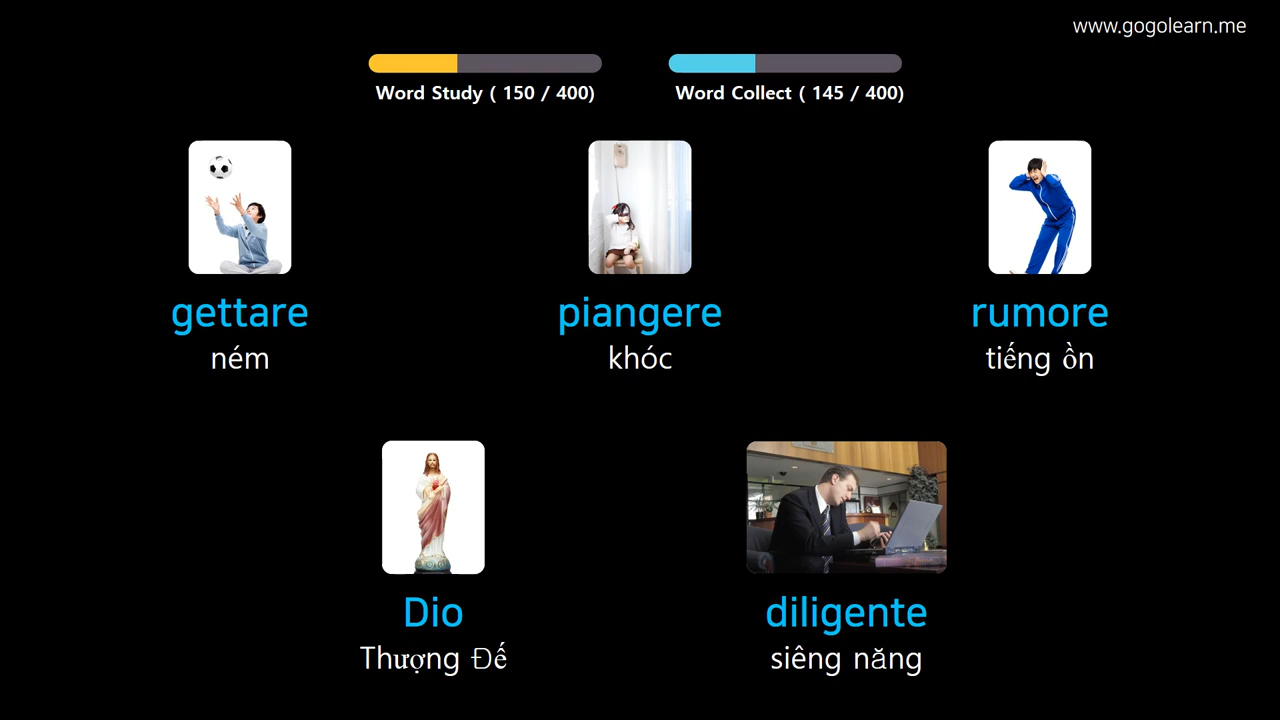 www.gogolearn.me
Word Study ( 150 / 400)
Word Collect ( 145 / 400)
gettare
piangere
rumore
ném
khóc
tiếng ồn
Dio
diligente
Thượng Đế
siêng năng